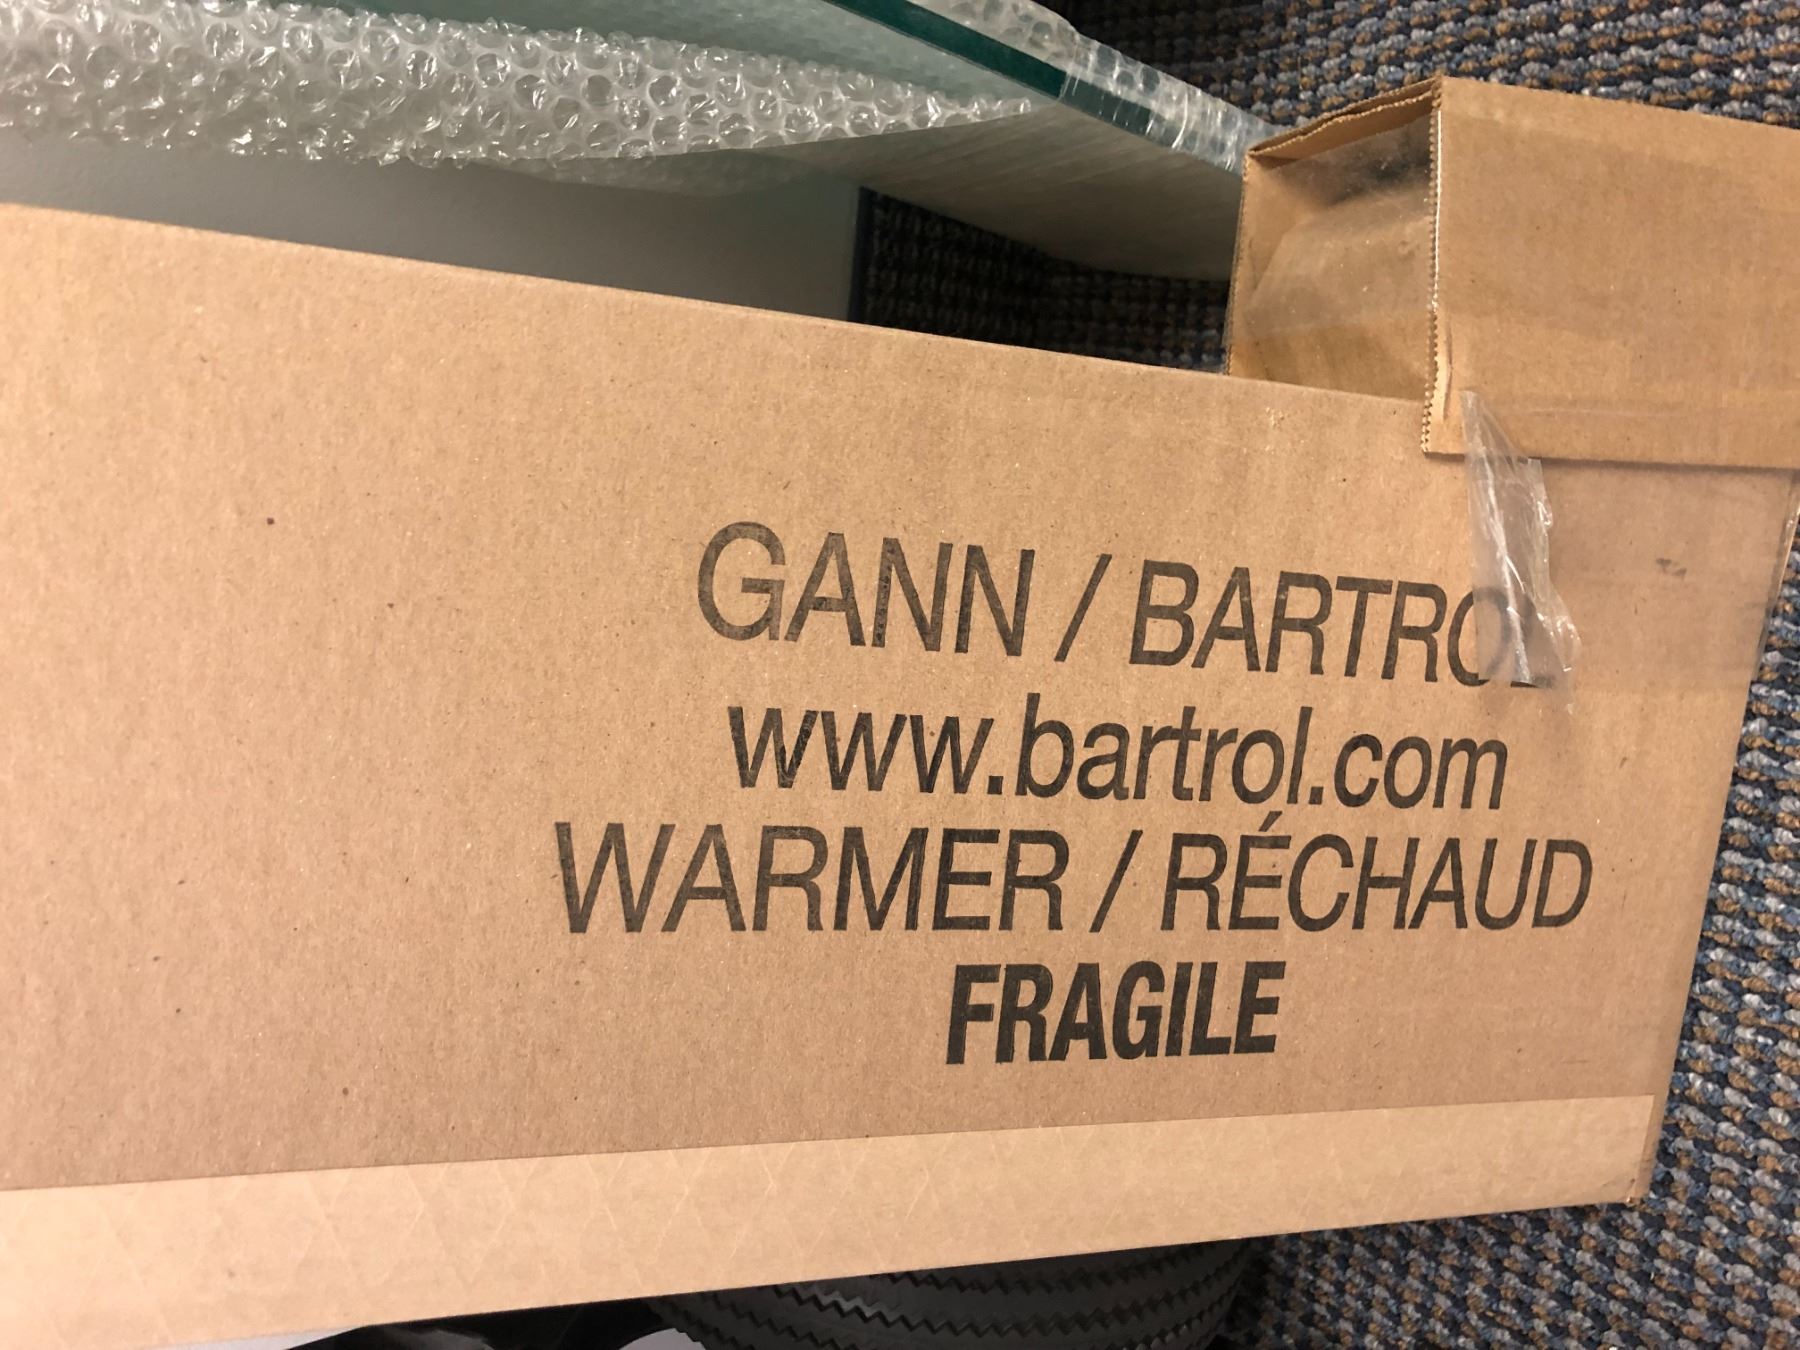 GANN / BARTROL
www.bartrol.com
WARMER / RÉCHAUD
FRAGILE